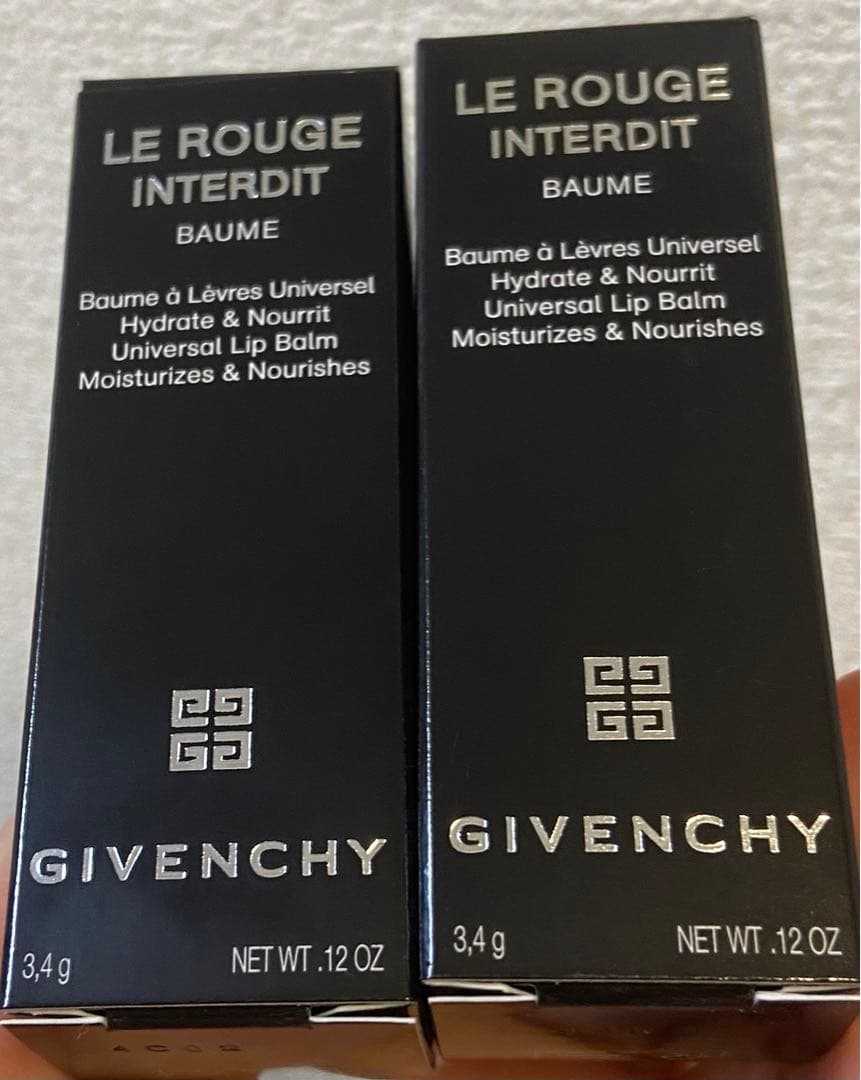 LE ROUGE
INTERDIT
BAUME
Baume à Lèvres Universel
Hydrate & Nourrit
Universal Lip Balm
Moisturizes & Nourishes
GIVENCHY
3,4 g
NET WT .12 OZ
LE ROUGE
INTERDIT
BAUME
Baume à Lèvres Universel
Hydrate & Nourrit
Universal Lip Balm
Moisturizes & Nourishes
GIVENCHY
3,4 g
NET WT .12 OZ